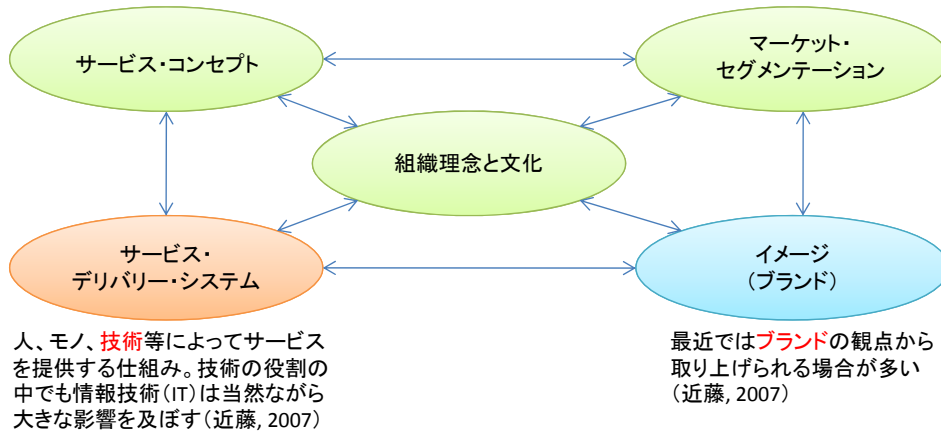 サービス・コンセプト
マーケット・
セグメンテーション
組織理念と文化
サービス・
デリバリー・システム
イメージ
（ブランド）
人、モノ、技術等によってサービス
を提供する仕組み。技術の役割の
中でも情報技術（IT）は当然ながら
大きな影響を及ぼす（近藤, 2007）
最近ではブランドの観点から
取り上げられる場合が多い
（近藤, 2007）